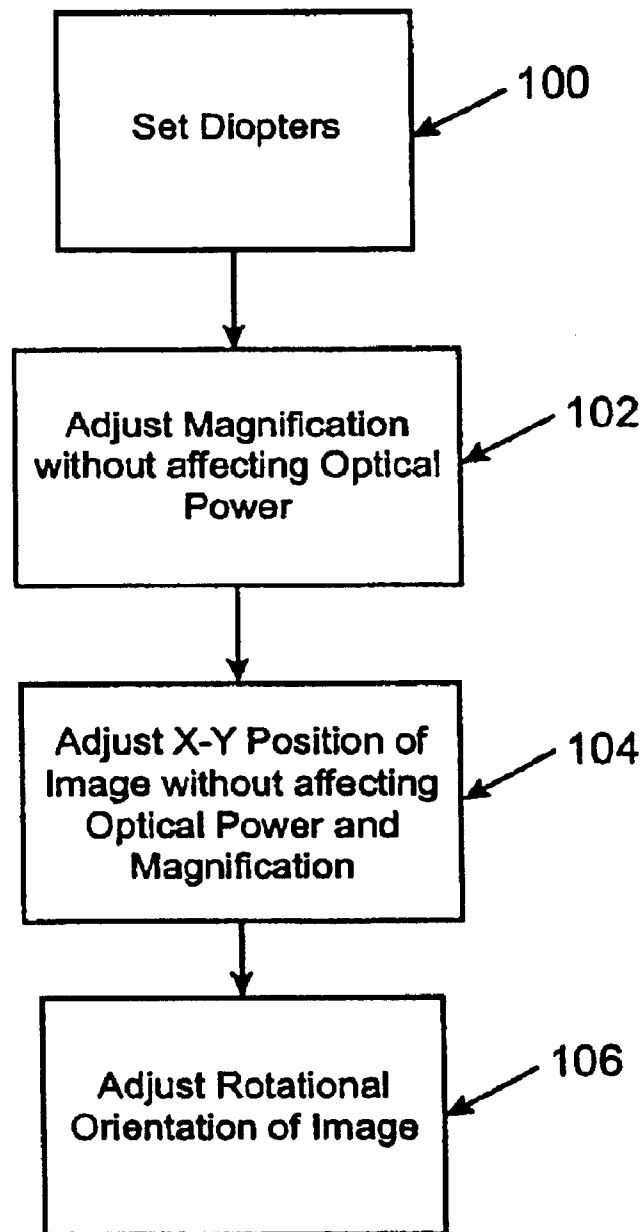 100
Set Diopters
102
Adjust Magnification
without affecting Optical
Power
104
Adjust X-Y Position of
Image without affecting
Optical Power and
Magnification
106
Adjust Rotational
Orientation of Image